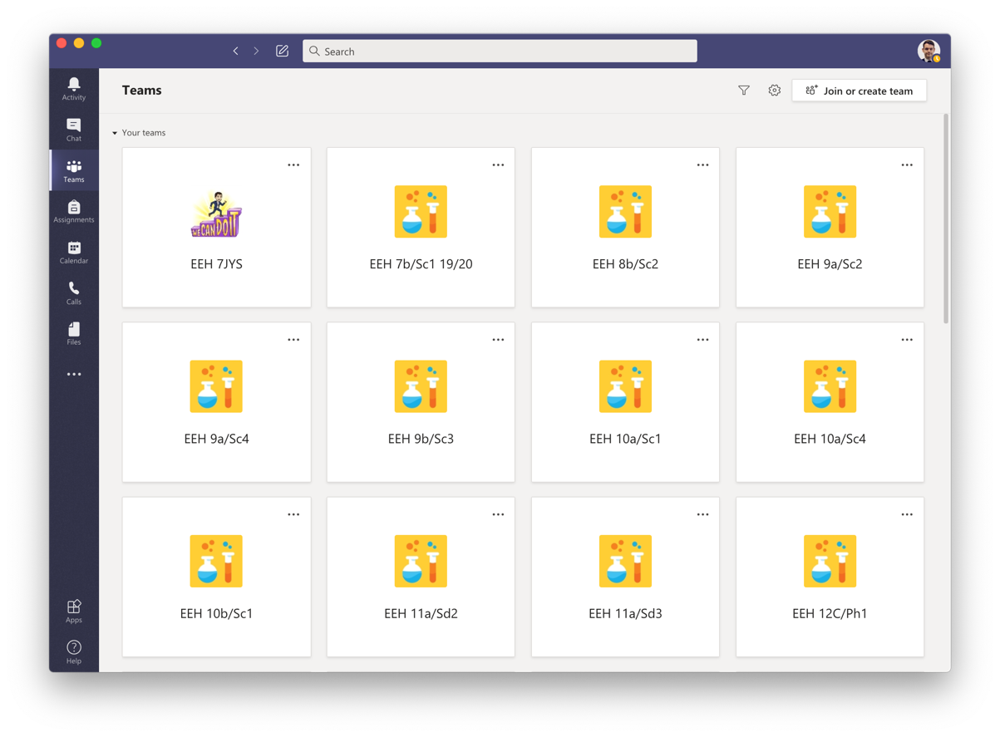 Search
Activity
Chat
Teams
Assignments
Calendar
Calls
Files
Apps
Help
Teams
Join or create team
Your teams
WE CAN DO IT
EEH 7JYS
EEH 7b/Sc1 19/20
EEH 8b/Sc2
EEH 9a/Sc2
EEH 9a/Sc4
EEH 9b/Sc3
EEH 10a/Sc1
EEH 10a/Sc4
EEH 10b/Sc1
EEH 11a/Sd2
EEH 11a/Sd3
EEH 12C/Ph1